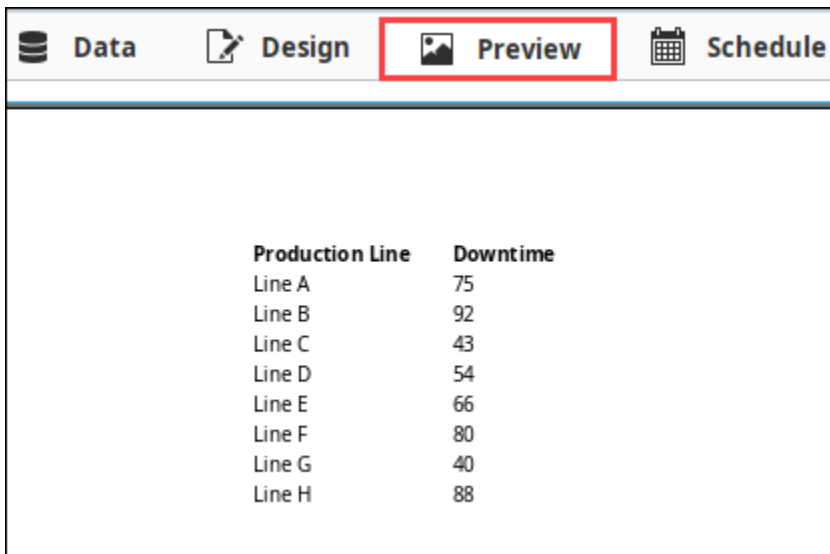 Data Design Preview Schedule
Production Line Downtime
Line A 75
Line B 92
Line C 43
Line D 54
Line E 66
Line F 80
Line G 40
Line H 88